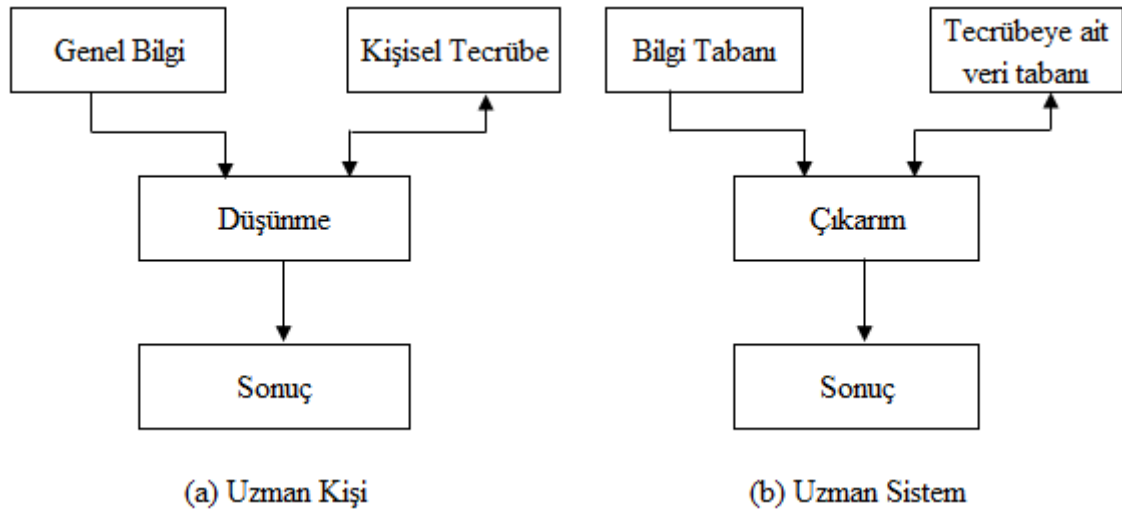 Genel Bilgi
Kişisel Tecrübe
Düşünme
Sonuç
(a) Uzman Kişi
Bilgi Tabanı
Tecrübeye ait
veri tabanı
Çıkarım
Sonuç
(b) Uzman Sistem